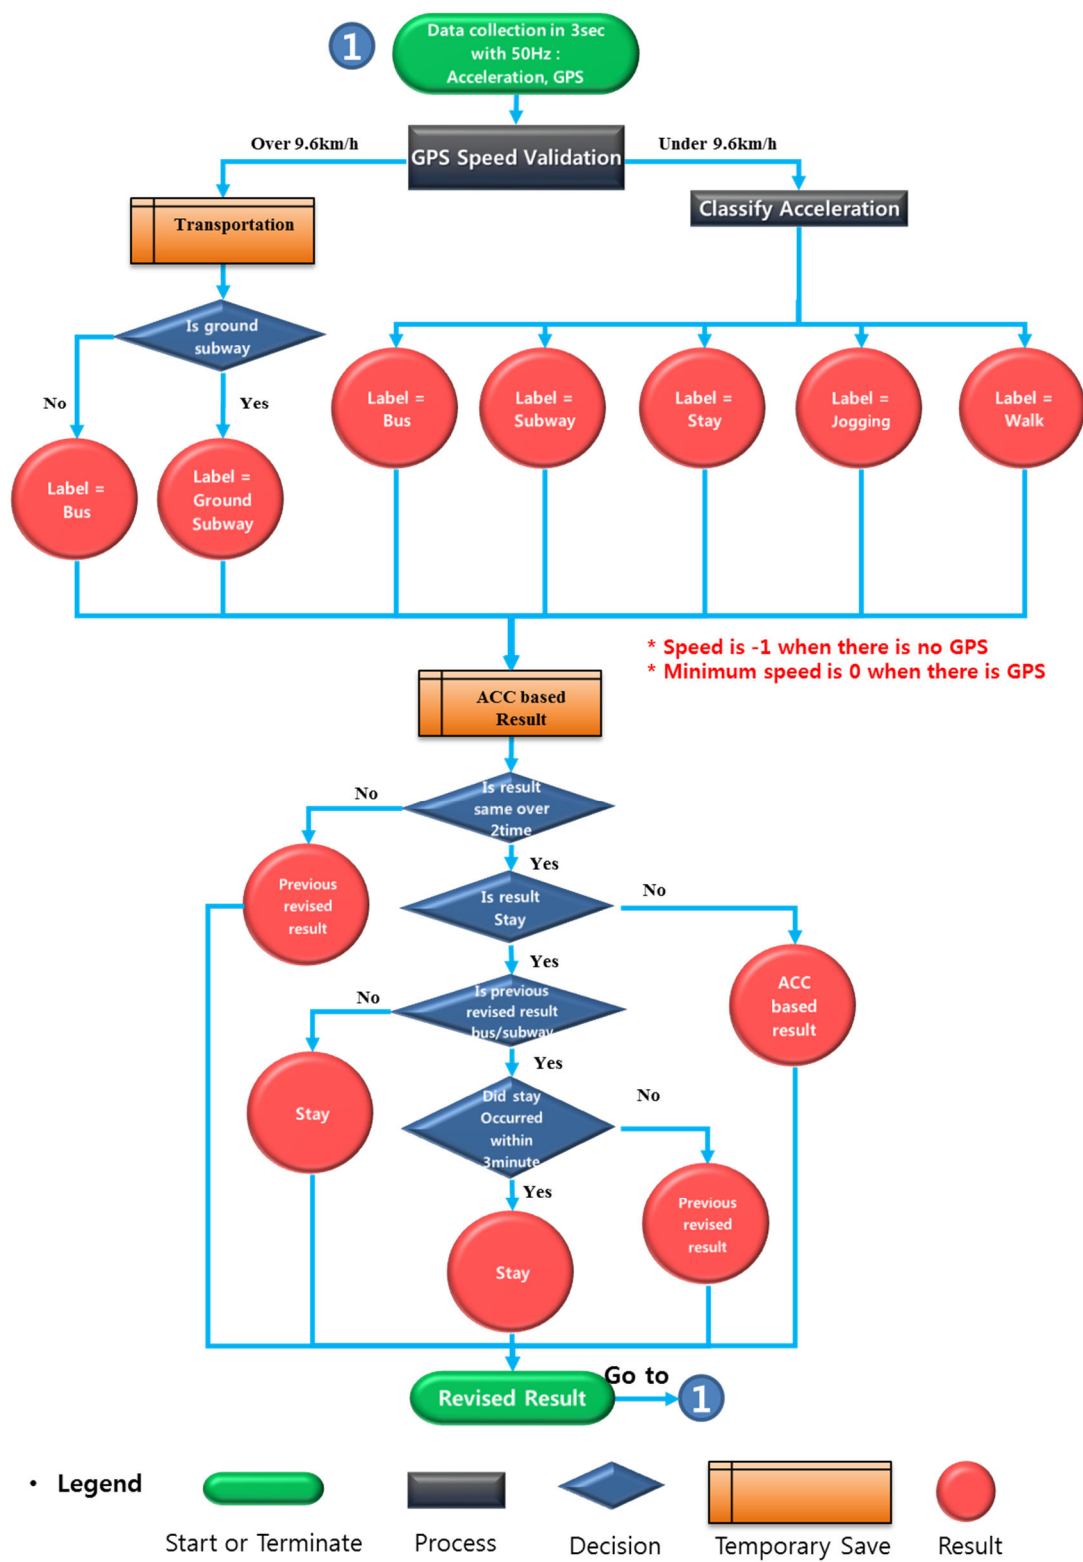 1
Data collection in 3sec
with 50Hz :
Acceleration, GPS
Over 9.6km/h
GPS Speed Validation
Under 9.6km/h
Transportation
Classify Acceleration
Is ground
subway
No
Yes
Label =
Bus
Label =
Ground
Subway
Label =
Bus
Label =
Subway
Label =
Stay
Label =
Jogging
Label =
Walk
* Speed is -1 when there is no GPS
* Minimum speed is 0 when there is GPS
ACC based
Result
Is result
same over
2time
No
Yes
Previous
revised
result
Is result
Stay
No
Yes
ACC
based
result
Is previous
revised result
bus/subway
No
Yes
Stay
Did stay
Occurred
within
3minute
No
Yes
Previous
revised
result
Stay
Revised Result
Go to
1
• Legend
Start or Terminate
Process
Decision
Temporary Save
Result